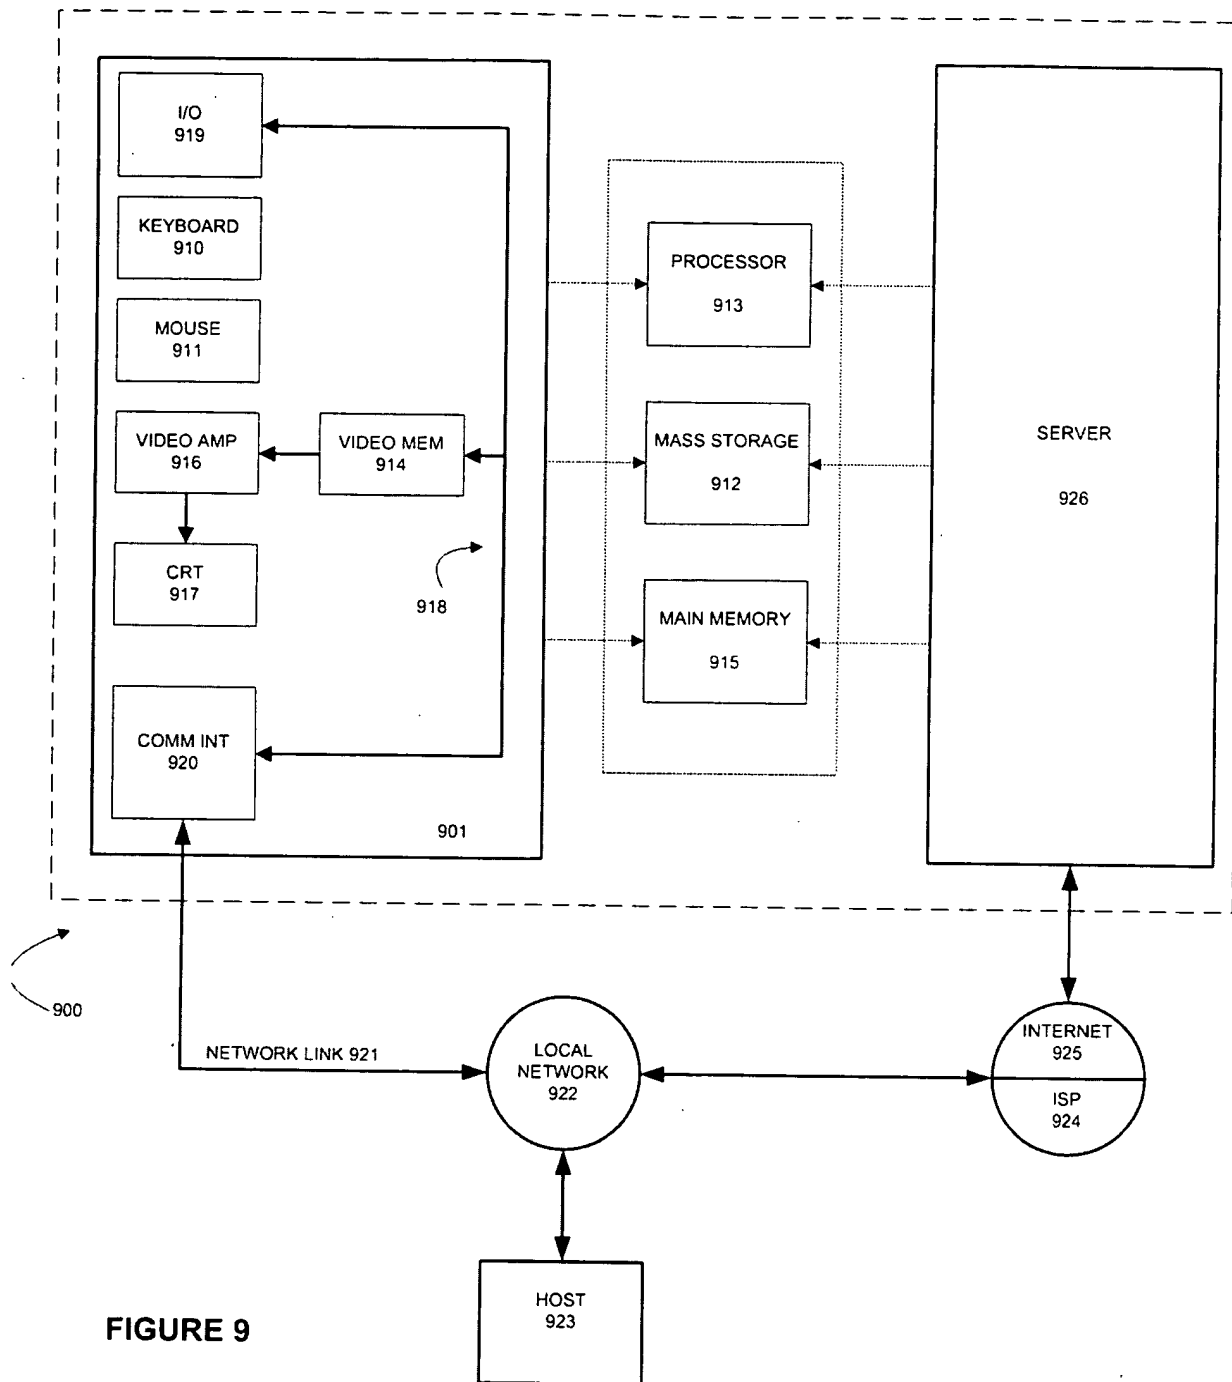 I/O
919
KEYBOARD
910
MOUSE
911
VIDEO AMP
916
VIDEO MEM
914
CRT
917
918
COMM INT
920
901
PROCESSOR
913
MASS STORAGE
912
MAIN MEMORY
915
SERVER
926
900
NETWORK LINK 921
LOCAL
NETWORK
922
INTERNET
925
ISP
924
HOST
923
FIGURE 9